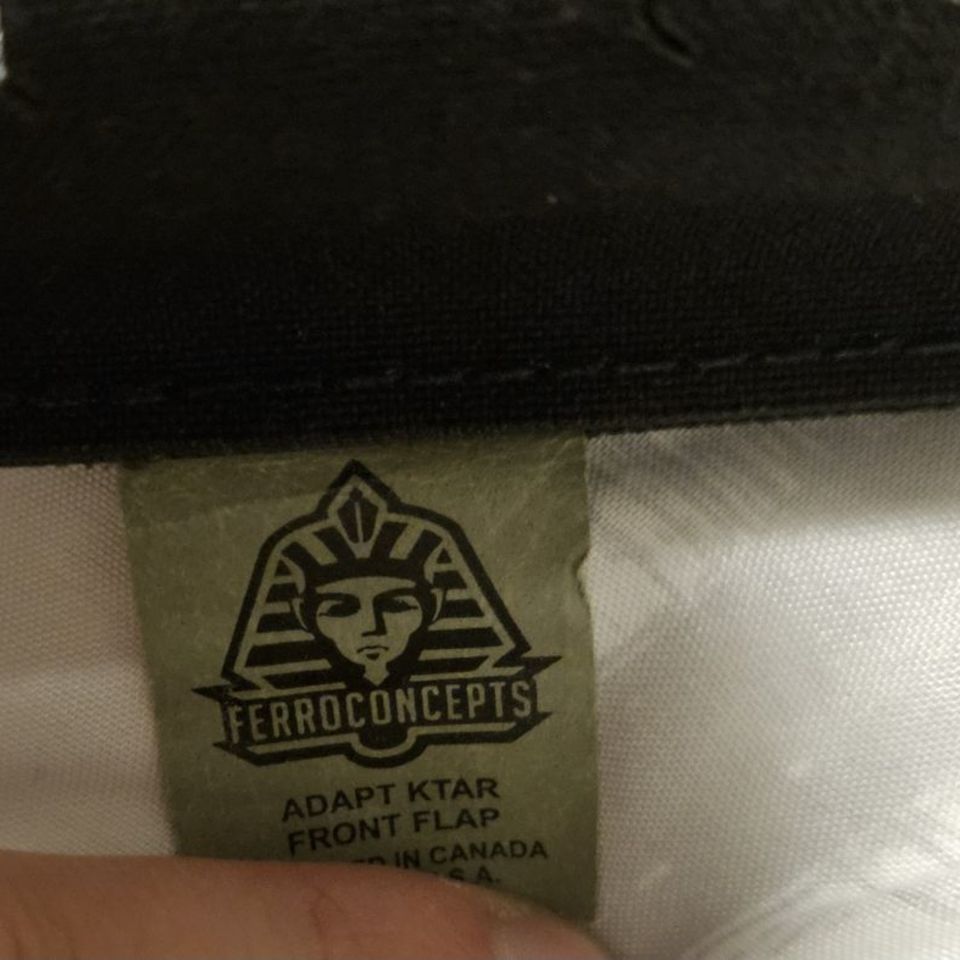 FERROCONCEPTS
ADAPT KTAR
FRONT FLAP
IN CANADA